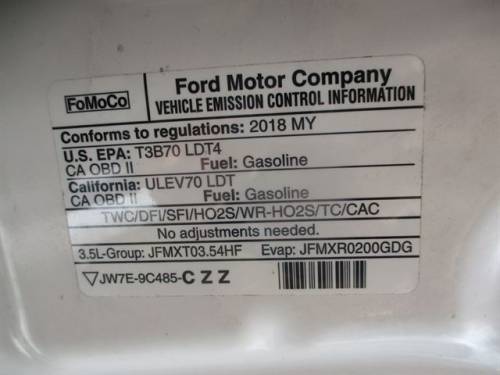 FoMoCo
Ford Motor Company
VEHICLE EMISSION CONTROL INFORMATION
Conforms to regulations: 2018 MY
U.S. EPA: T3B70 LDT4
CA OBD II Fuel: Gasoline
California: ULEV70 LDT
CA OBD II Fuel: Gasoline
TWC/DFI/SFI/HO2S/WR-HO2S/TC/CAC
No adjustments needed.
3.5L-Group: JFMXT03.54HF Evap: JFMXR0200GDG
JW7E-9C485-CZZ